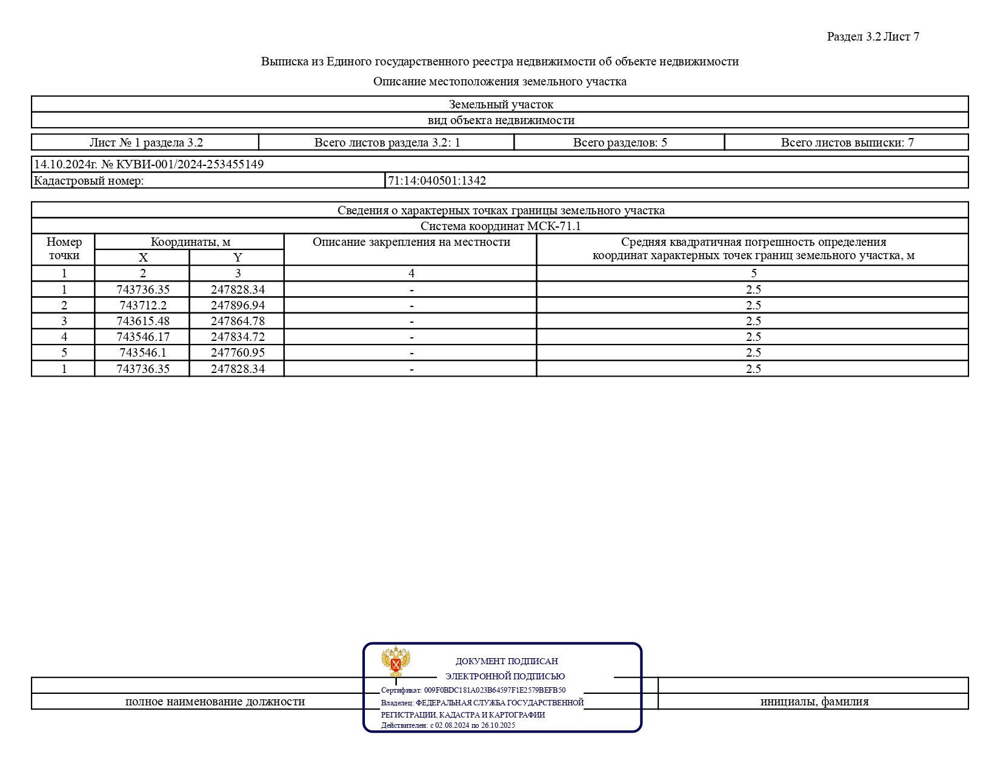 Раздел 3.2 Лист 7
Выписка из Единого государственного реестра недвижимости об объекте недвижимости
Описание местоположения земельного участка
Земельный участок
вид объекта недвижимости
Лист № 1 раздела 3.2 Всего листов раздела 3.2: 1 Всего разделов: 5 Всего листов выписки: 7
14.10.2024г. № КУВИ-001/2024-253455149
Кадастровый номер: 71:14:040501:1342
Сведения о характерных точках границы земельного участка
Система координат МСК-71.1
Номер точки Координаты, м Описание закрепления на местности Средняя квадратичная погрешность определения
координат характерных точек границ земельного участка, м
X Y
1 2 3 4 5
1 743736.35 247828.34 - 2.5
2 743712.2 247896.94 - 2.5
3 743615.48 247864.78 - 2.5
4 743546.17 247834.72 - 2.5
5 743546.1 247760.95 - 2.5
1 743736.35 247828.34 - 2.5
ДОКУМЕНТ ПОДПИСАН
ЭЛЕКТРОННОЙ ПОДПИСЬЮ
Сертификат: 009F0BDC181A023B64597F1E2579BEFB50
Владелец: ФЕДЕРАЛЬНАЯ СЛУЖБА ГОСУДАРСТВЕННОЙ
РЕГИСТРАЦИИ, КАДАСТРА И КАРТОГРАФИИ
Действителен: с 02.08.2024 по 26.10.2025
полное наименование должности инициалы, фамилия